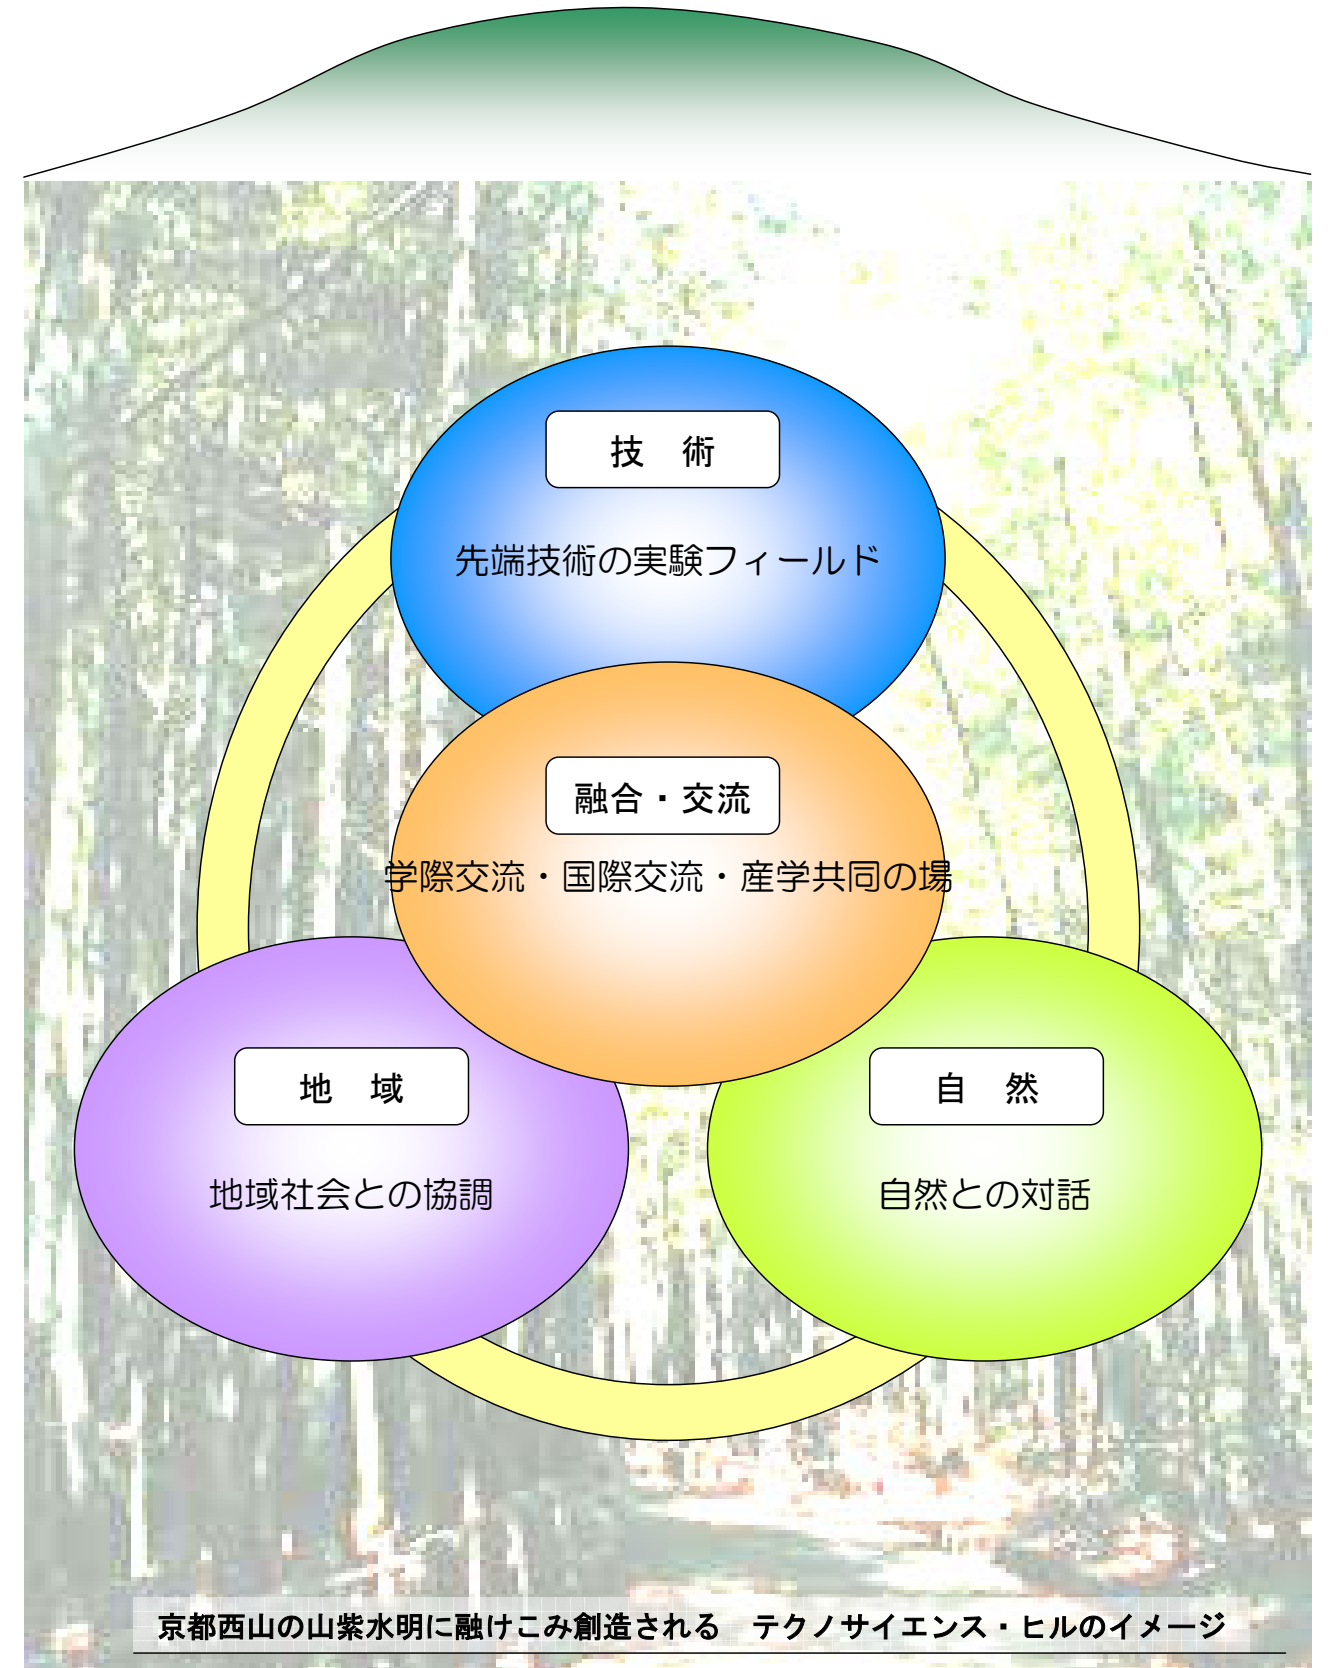 技　術
先端技術の実験フィールド
融合・交流
学際交流・国際交流・産学共同の場
地　域
地域社会との協調
自　然
自然との対話
京都西山の山紫水明に融けこみ創造される　テクノサイエンス・ヒルのイメージ